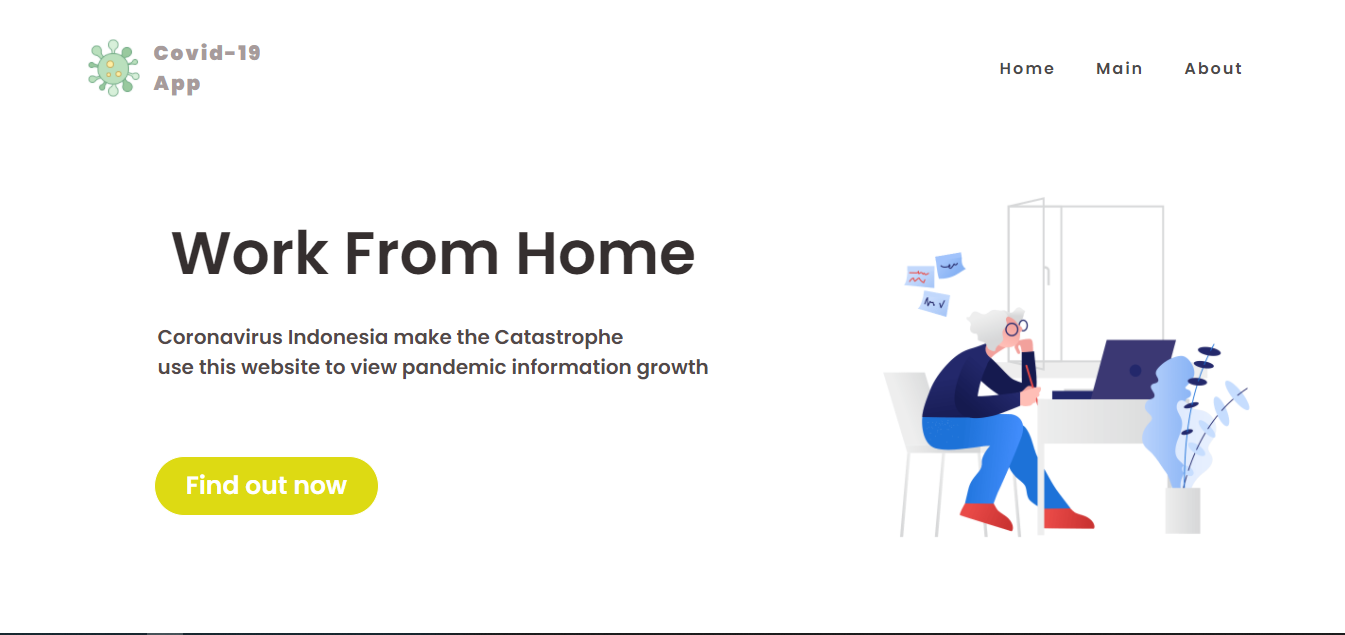 Covid-19
App
Home Main About
Work From Home
Coronavirus Indonesia make the Catastrophe
use this website to view pandemic information growth
Find out now